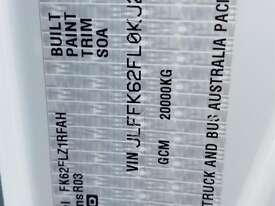 BUILT
PAINT
TRIM
SOA
FK62FLZ1RFAH
R03
VIN JLFFK62FL0KJ
GCM 20000KG
TRUCK AND BUS AUSTRALIA PAC